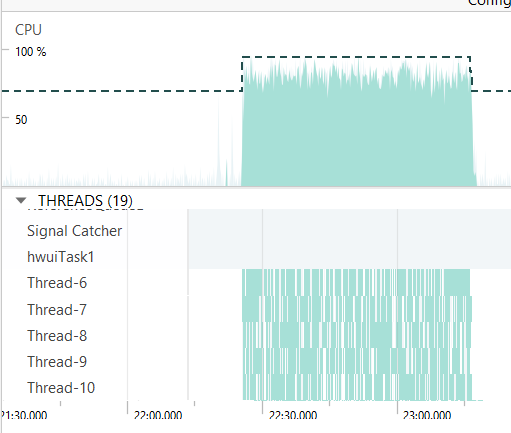 Config
CPU
100 %
50
THREADS (19)
Signal Catcher
hwuiTask1
Thread-6
Thread-7
Thread-8
Thread-9
Thread-10
22:00.000
22:30.000
23:00.000